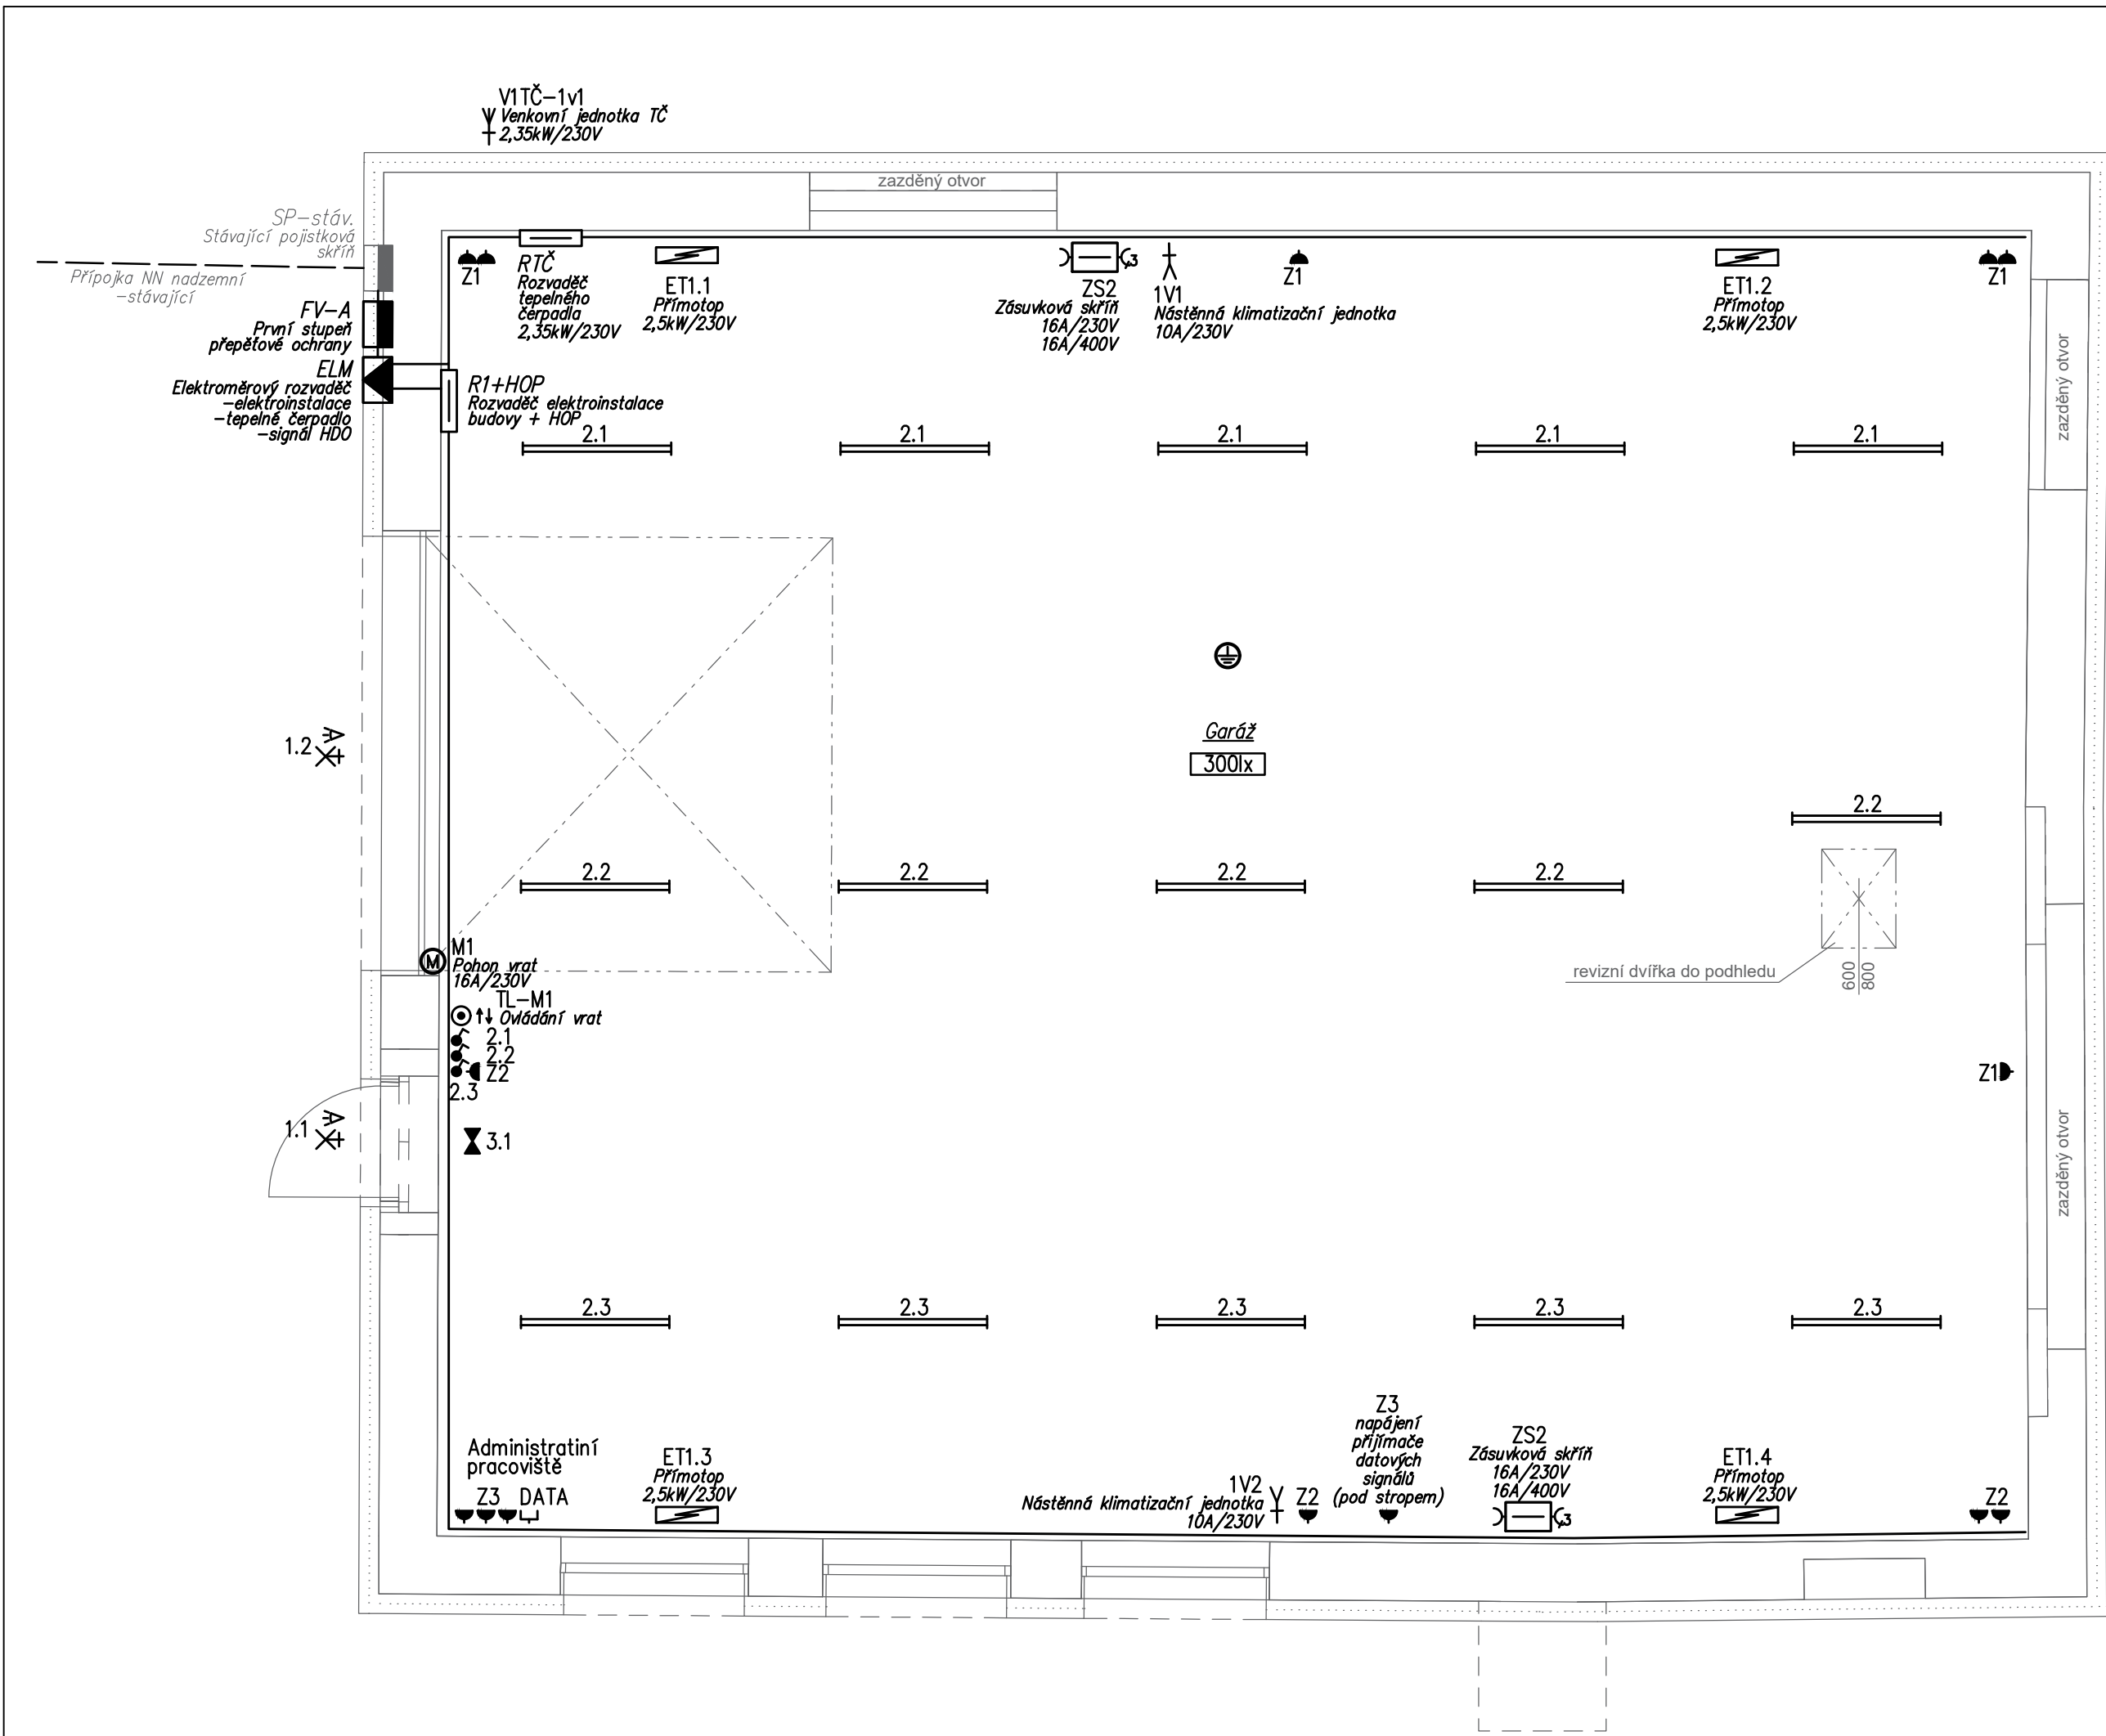 V1TČ-1v1
Venkovní jednotka TČ
2,35kW/230V
zazděný otvor
SP-stáv.
Stávající pojistková
skříň
Přípojka NN nadzemní
-stávající
FV-A
První stupeň
přepěťové ochrany
ELM
Elektroměrový rozvaděč
-elektroinstalace
-tepelné čerpadlo
-signál HDO
Z1
RTČ
Rozvaděč
tepelného
čerpadla
2,35kW/230V
ET1.1
Přímotop
2,5kW/230V
ZS2
Zásuvková skříň
16A/230V
16A/400V
3
1V1
Nástěnná klimatizační jednotka
10A/230V
Z1
ET1.2
Přímotop
2,5kW/230V
Z1
zazděný otvor
R1+HOP
Rozvaděč elektroinstalace
budovy + HOP
2.1
2.1
2.1
2.1
2.1
Garáž
300lx
1.2
2.2
2.2
2.2
2.2
2.2
revizní dvířka do podhledu
600
800
M
M1
Pohon vrat
16A/230V
TL-M1
Ovládání vrat
2.1
2.2
Z2
2.3
Z1
1.1
3.1
zazděný otvor
2.3
2.3
2.3
2.3
2.3
Administratiní
pracoviště
Z3 DATA
ET1.3
Přímotop
2,5kW/230V
1V2
Nástěnná klimatizační jednotka
10A/230V
Z2
Z3
napájení
přijímače
datových
signálů
(pod stropem)
ZS2
Zásuvková skříň
16A/230V
16A/400V
3
ET1.4
Přímotop
2,5kW/230V
Z2